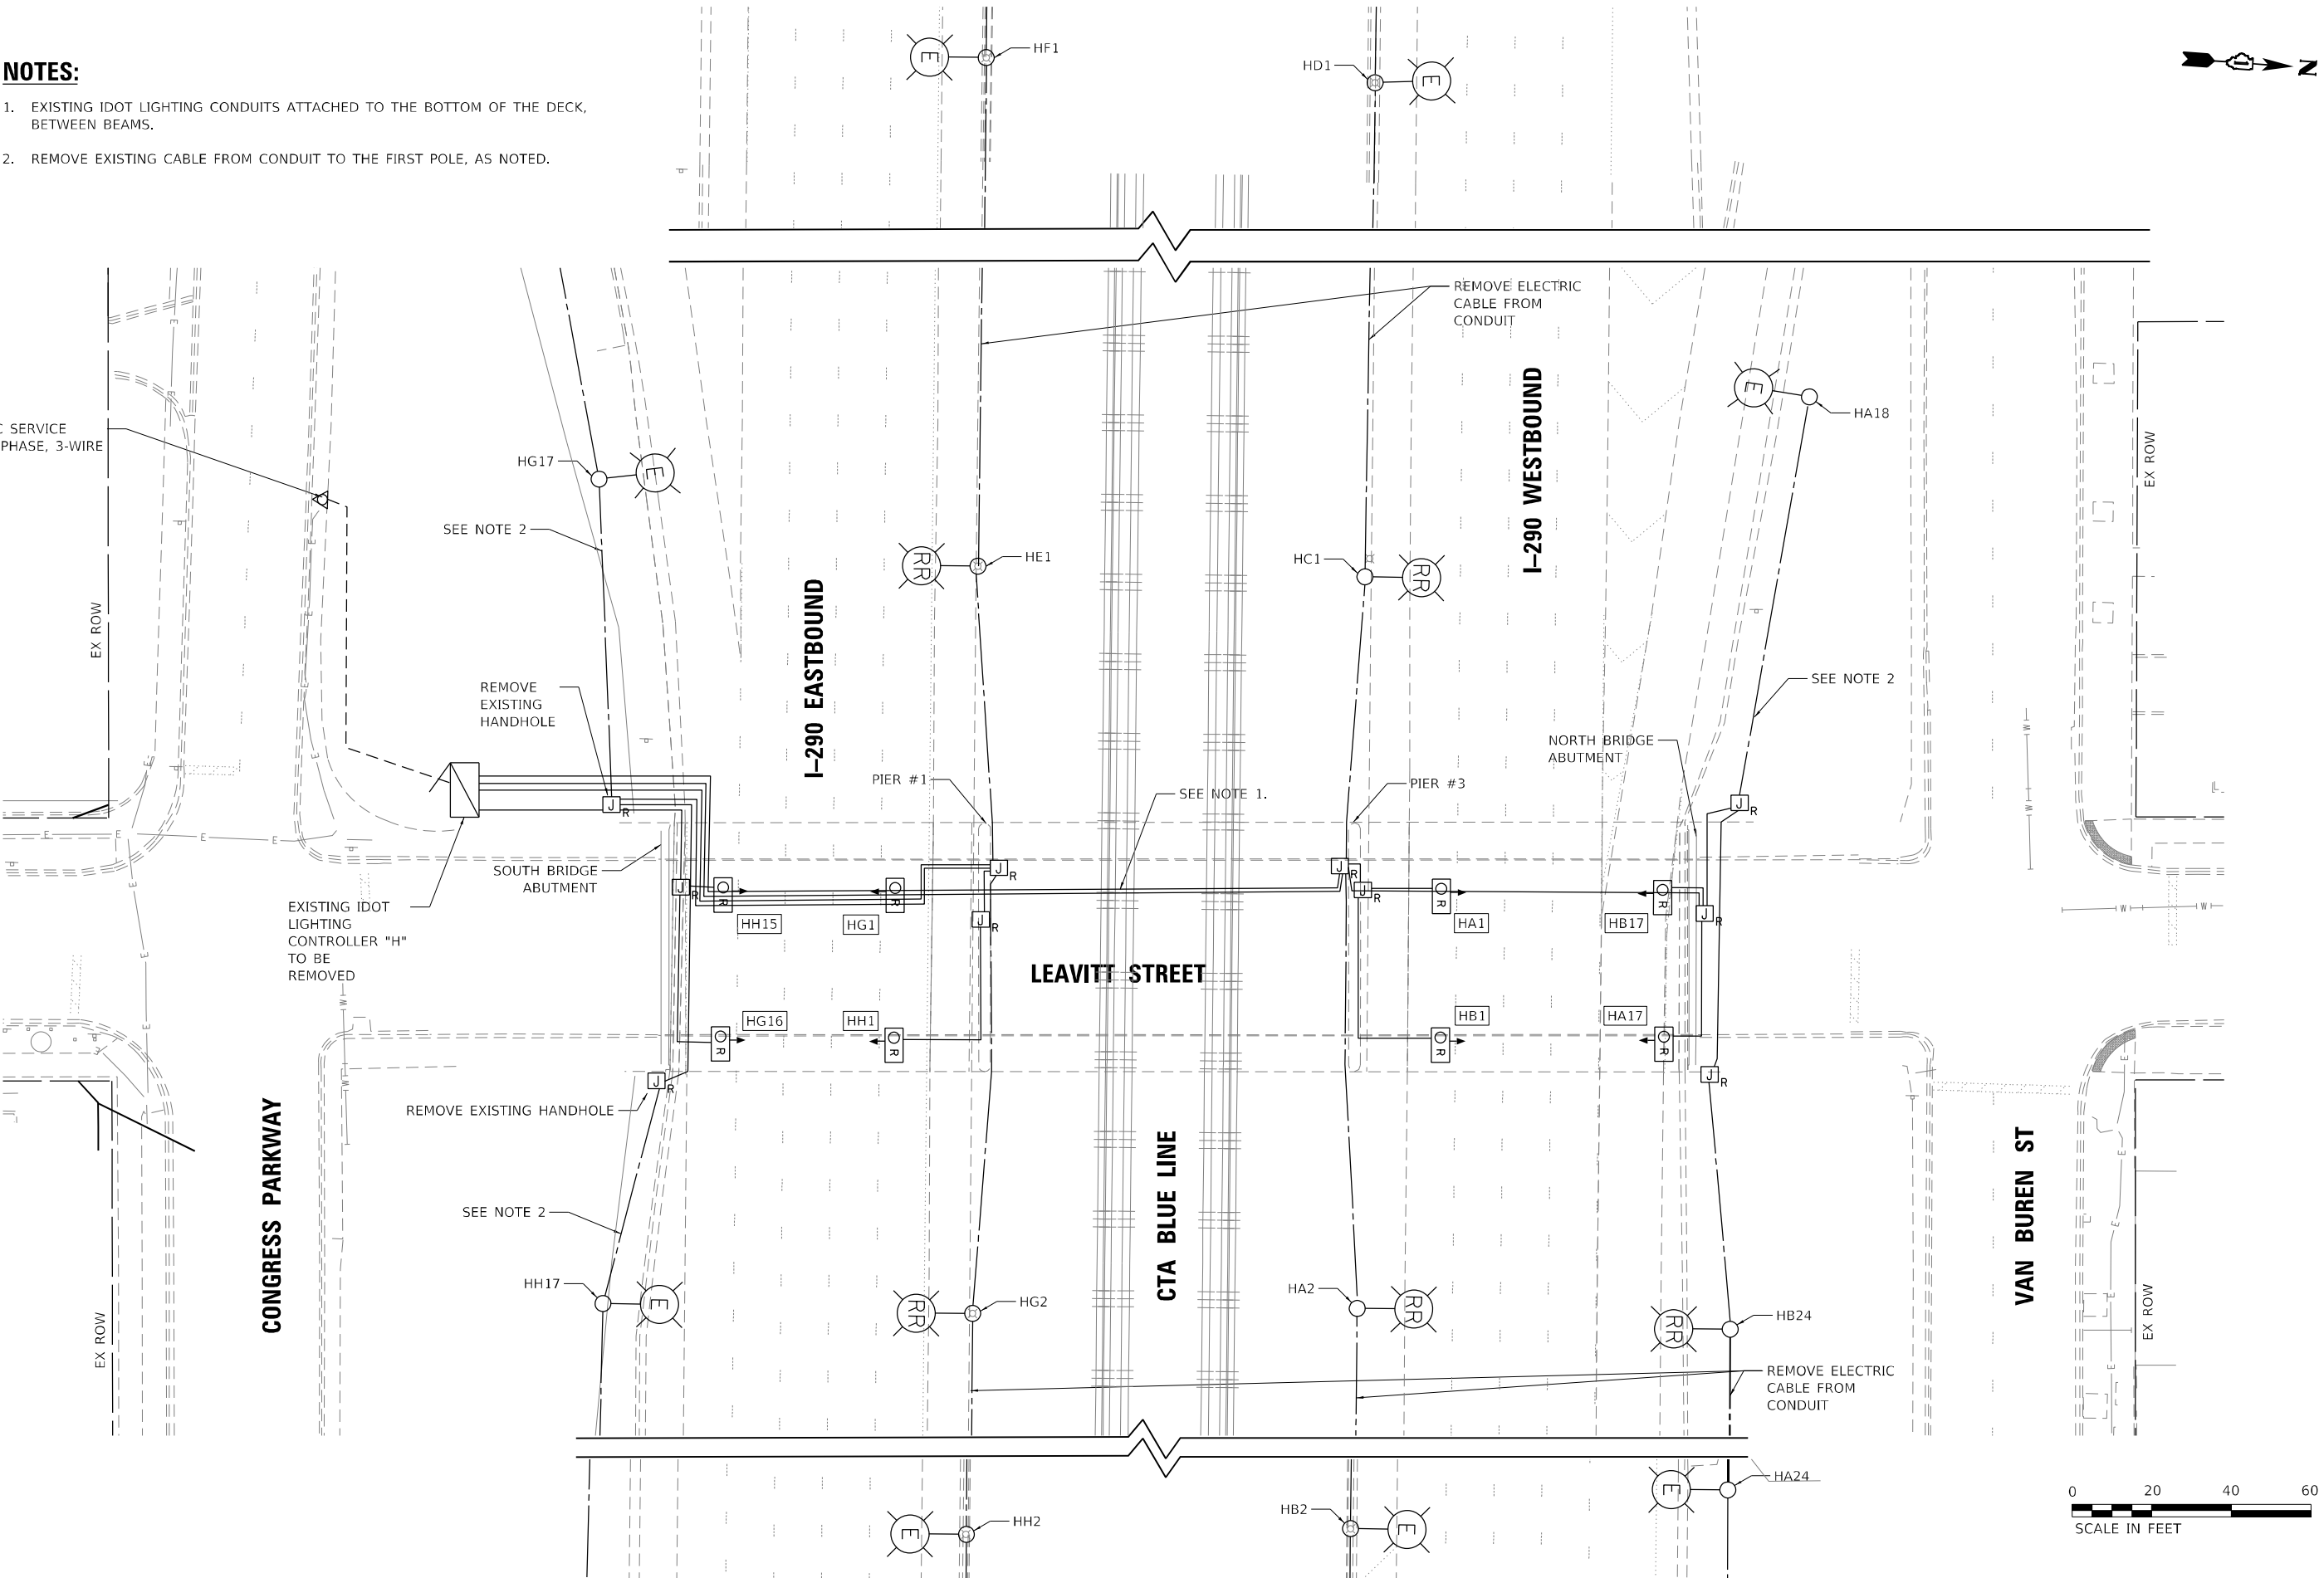 NOTES:
1. EXISTING IDOT LIGHTING CONDUITS ATTACHED TO THE BOTTOM OF THE DECK,
BETWEEN BEAMS.
2. REMOVE EXISTING CABLE FROM CONDUIT TO THE FIRST POLE, AS NOTED.
E
HF1
HD1
E
N
REMOVE ELECTRIC
CABLE FROM
CONDUIT
C SERVICE
PHASE, 3-WIRE
HG17
E
SEE NOTE 2
I-290 WESTBOUND
E
HA18
EX ROW
RR
HE1
HC1
RR
EX ROW
I-290 EASTBOUND
REMOVE
EXISTING
HANDHOLE
SEE NOTE 2
NORTH BRIDGE
ABUTMENT
PIER #1
SEE NOTE 1.
PIER #3
J R
J R
SOUTH BRIDGE
ABUTMENT
J R
J
J R
J
R
R
R
R
J R
J R
EXISTING IDOT
LIGHTING
CONTROLLER "H"
TO BE
REMOVED
HH15
HG1
HA1
HB17
LEAVITT STREET
HG16
HH1
HB1
HA17
R
R
R
R
J R
J R
REMOVE EXISTING HANDHOLE
CONGRESS PARKWAY
CTA BLUE LINE
VAN BUREN ST
SEE NOTE 2
HH17
E
RR
HG2
HA2
RR
RR
HB24
EX ROW
EX ROW
REMOVE ELECTRIC
CABLE FROM
CONDUIT
E
HA24
E
HH2
HB2
E
0 20 40 60
SCALE IN FEET